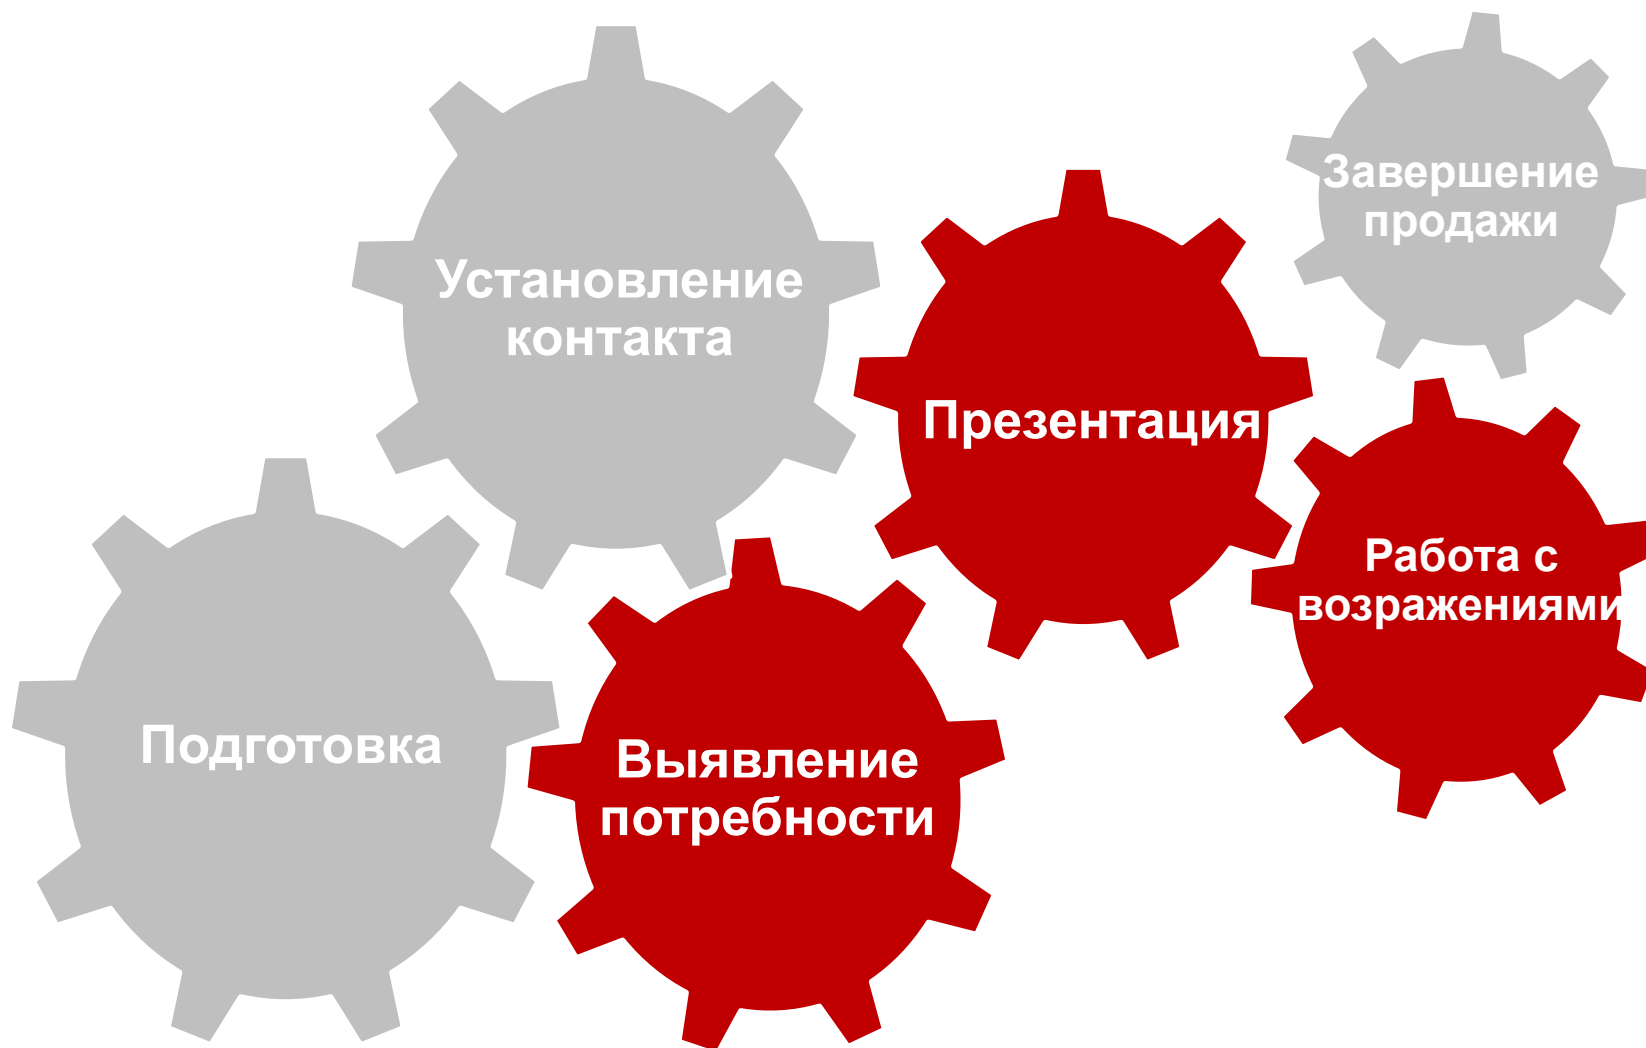 Подготовка
Установление
контакта
Выявление
потребности
Презентация
Работа с
возражениями
Завершение
продажи